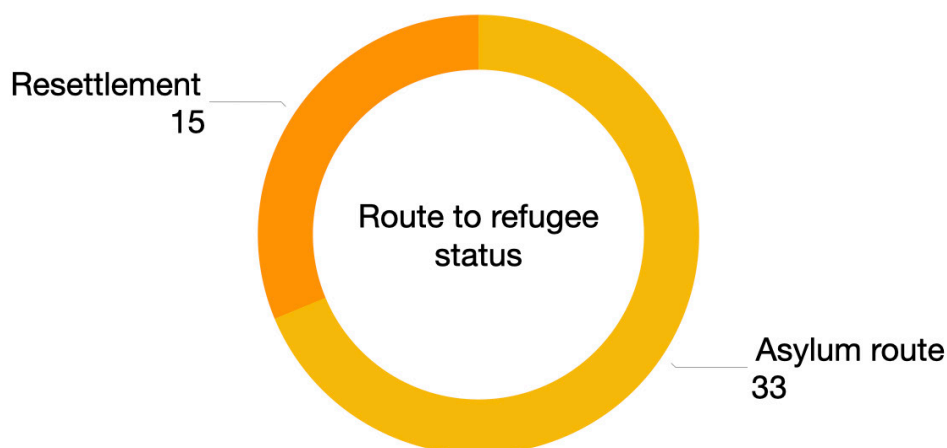 Resettlement
15
Route to refugee
status
Asylum route
33